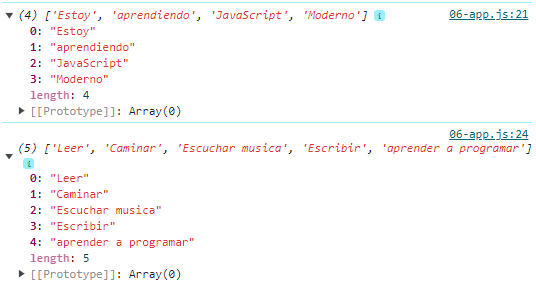 (4) ['Estoy', 'aprendiendo', 'JavaScript', 'Moderno'] i 06-app.js:21
0: "Estoy"
1: "aprendiendo"
2: "JavaScript"
3: "Moderno"
length: 4
[[Prototype]]: Array(0)
06-app.js:24
(5) ['Leer', 'Caminar', 'Escuchar musica', 'Escribir', 'aprender a programar']
i
0: "Leer"
1: "Caminar"
2: "Escuchar musica"
3: "Escribir"
4: "aprender a programar"
length: 5
[[Prototype]]: Array(0)